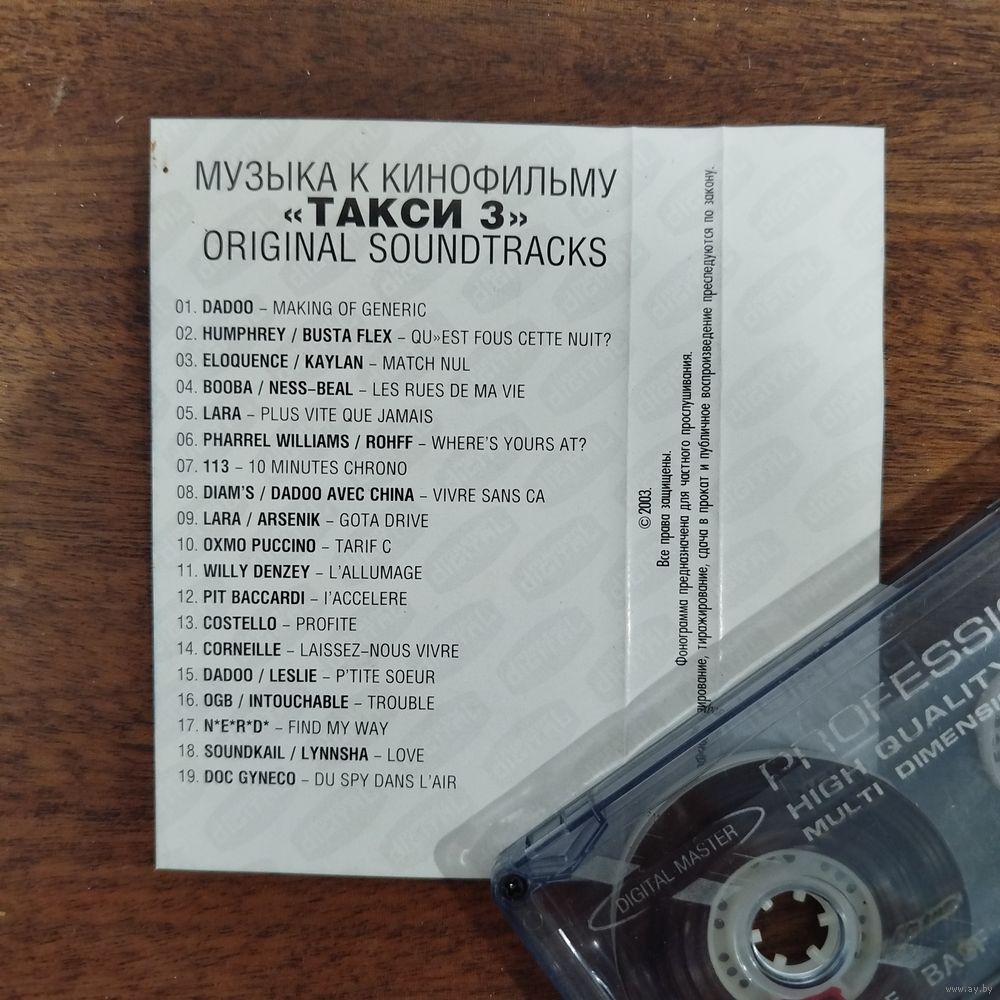 МУЗЫКА К КИНОФИЛЬМУ
«ТАКСИ 3»
ORIGINAL SOUNDTRACKS
01. DADOO – MAKING OF GENERIC
02. HUMPHREY / BUSTA FLEX – QU»EST FOUS CETTE NUIT?
03. ELOQUENCE / KAYLAN – MATCH NUL
04. BOOBA / NESS-BEAL – LES RUES DE MA VIE
05. LARA – PLUS VITE QUE JAMAIS
06. PHARREL WILLIAMS / ROHFF – WHERE'S YOURS AT?
07. 113 – 10 MINUTES CHRONO
08. DIAM'S / DADOO AVEC CHINA – VIVRE SANS CA
09. LARA / ARSENIK – GOTA DRIVE
10. OXMO PUCCINO – TARIF C
11. WILLY DENZEY – L'ALLUMAGE
12. PIT BACCARDI – I'ACCELERE
13. COSTELLO – PROFITE
14. CORNEILLE – LAISSEZ-NOUS VIVRE
15. DADOO / LESLIE – P'TITE SOEUR
16. OGB / INTOUCHABLE – TROUBLE
17. N*E*R*D* – FIND MY WAY
18. SOUNDKAIL / LYNNSHA – LOVE
19. DOC GYNECO – DU SPY DANS L'AIR
© 2003.
Все права защищены.
Фонограмма предназначена для частного прослушивания.
тиражирование, сдача в прокат и публичное воспроизведение преследуются по закону.
PROFESSI
HIGH QUALITY
MULTI DIMENSI
DIGITAL MASTER
BASF
www.ay.by